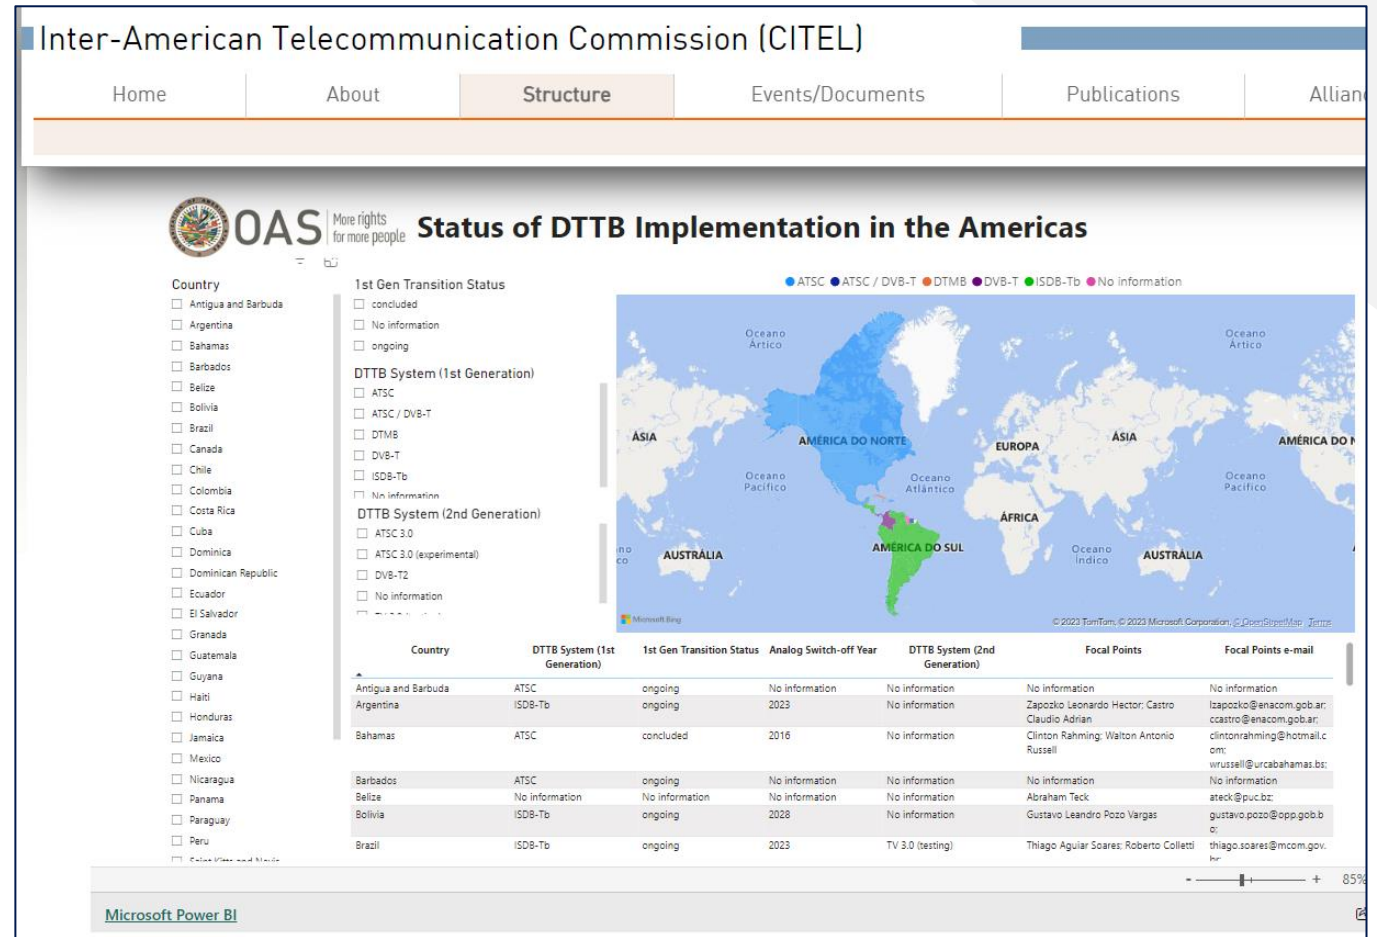 Inter-American Telecommunication Commission (CITEL)
Home About Structure Events/Documents Publications
OAS More rights for more people
Status of DTTB Implementation in the Americas
Country
Antigua and Barbuda
Argentina
Bahamas
Barbados
Belize
Bolivia
Brazil
Canada
Chile
Colombia
Costa Rica
Cuba
Dominica
Dominican Republic
Ecuador
El Salvador
Granada
Guatemala
Guyana
Haiti
Honduras
Jamaica
Mexico
Nicaragua
Panama
Paraguay
Peru
Saint Kitts and Nevis
1st Gen Transition Status
concluded
No information
ongoing
DTTB System (1st Generation)
ATSC
ATSC / DVB-T
DTMB
DVB-T
ISDB-Tb
No information
DTTB System (2nd Generation)
ATSC 3.0
ATSC 3.0 (experimental)
DVB-T2
No information
ATSC ATSC / DVB-T DTMB DVB-T ISDB-Tb No information
Oceano Ártico
Oceano Ártico
ÁSIA
AMÉRICA DO NORTE
EUROPA
ÁSIA
AMÉRICA DO N
Oceano Pacífico
Oceano Atlântico
Oceano Pacífico
ÁFRICA
AUSTRÁLIA
AMÉRICA DO SUL
Oceano Índico
AUSTRÁLIA
Microsoft Bing
© 2023 TomTom, © 2023 Microsoft Corporation, © OpenStreetMap Terms
Country DTTB System (1st Generation) 1st Gen Transition Status Analog Switch-off Year DTTB System (2nd Generation) Focal Points Focal Points e-mail
Antigua and Barbuda ATSC ongoing No information No information No information No information
Argentina ISDB-Tb ongoing 2023 No information Zapozko Leonardo Hector; Castro Claudio Adrian lzapozko@enacom.gob.ar; ccastro@enacom.gob.ar;
Bahamas ATSC concluded 2016 No information Clinton Rahming; Walton Antonio Russell clintonrahming@hotmail.com; wrussell@urcabahamas.bs;
Barbados ATSC ongoing No information No information No information No information
Belize No information No information No information No information Abraham Teck ateck@puc.bz;
Bolivia ISDB-Tb ongoing 2028 No information Gustavo Leandro Pozo Vargas gustavo.pozo@opp.gob.bo;
Brazil ISDB-Tb ongoing 2023 TV 3.0 (testing) Thiago Aguiar Soares; Roberto Colletti thiago.soares@mcom.gov.
- + 85%
Microsoft Power BI